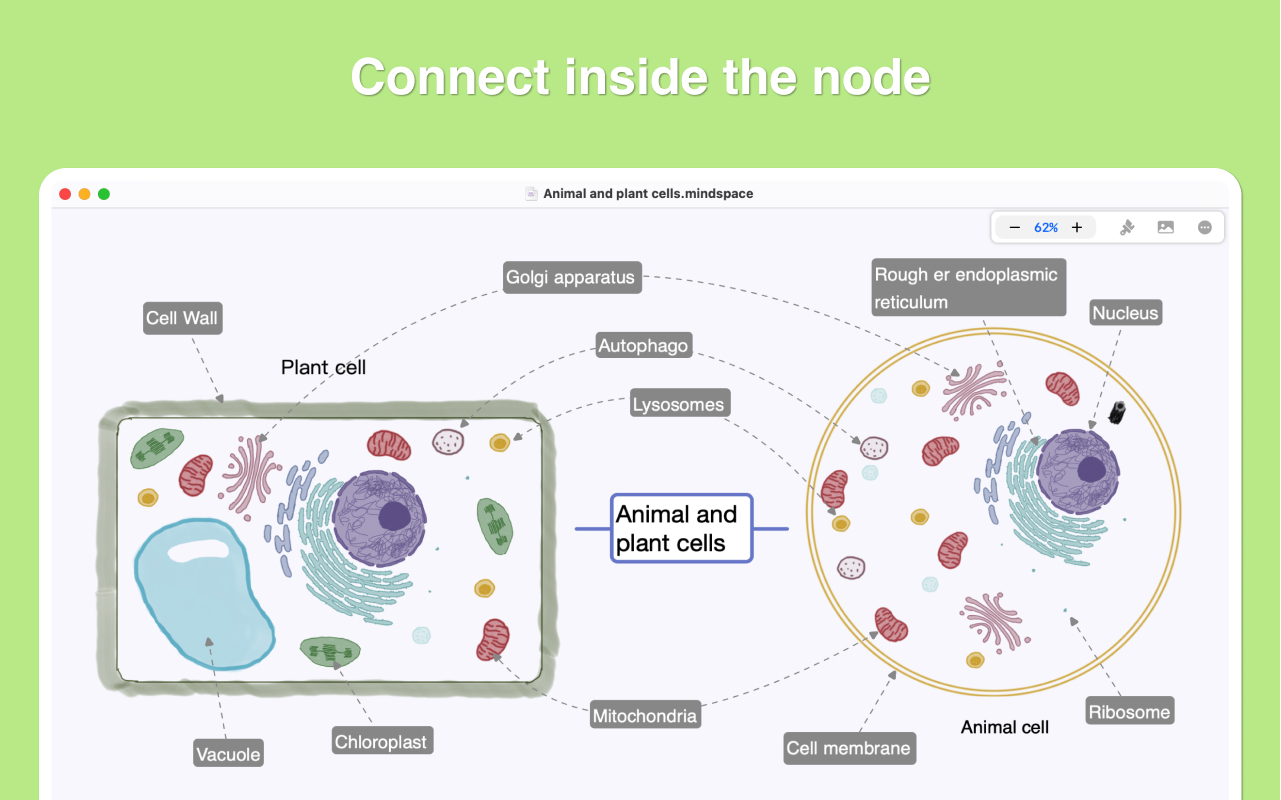 Connect inside the node
Animal and plant cells.mindspace
62%
Golgi apparatus
Rough er endoplasmic
reticulum
Cell Wall
Nucleus
Autophago
Plant cell
Lysosomes
Animal and
plant cells
Mitochondria
Ribosome
Animal cell
Chloroplast
Cell membrane
Vacuole